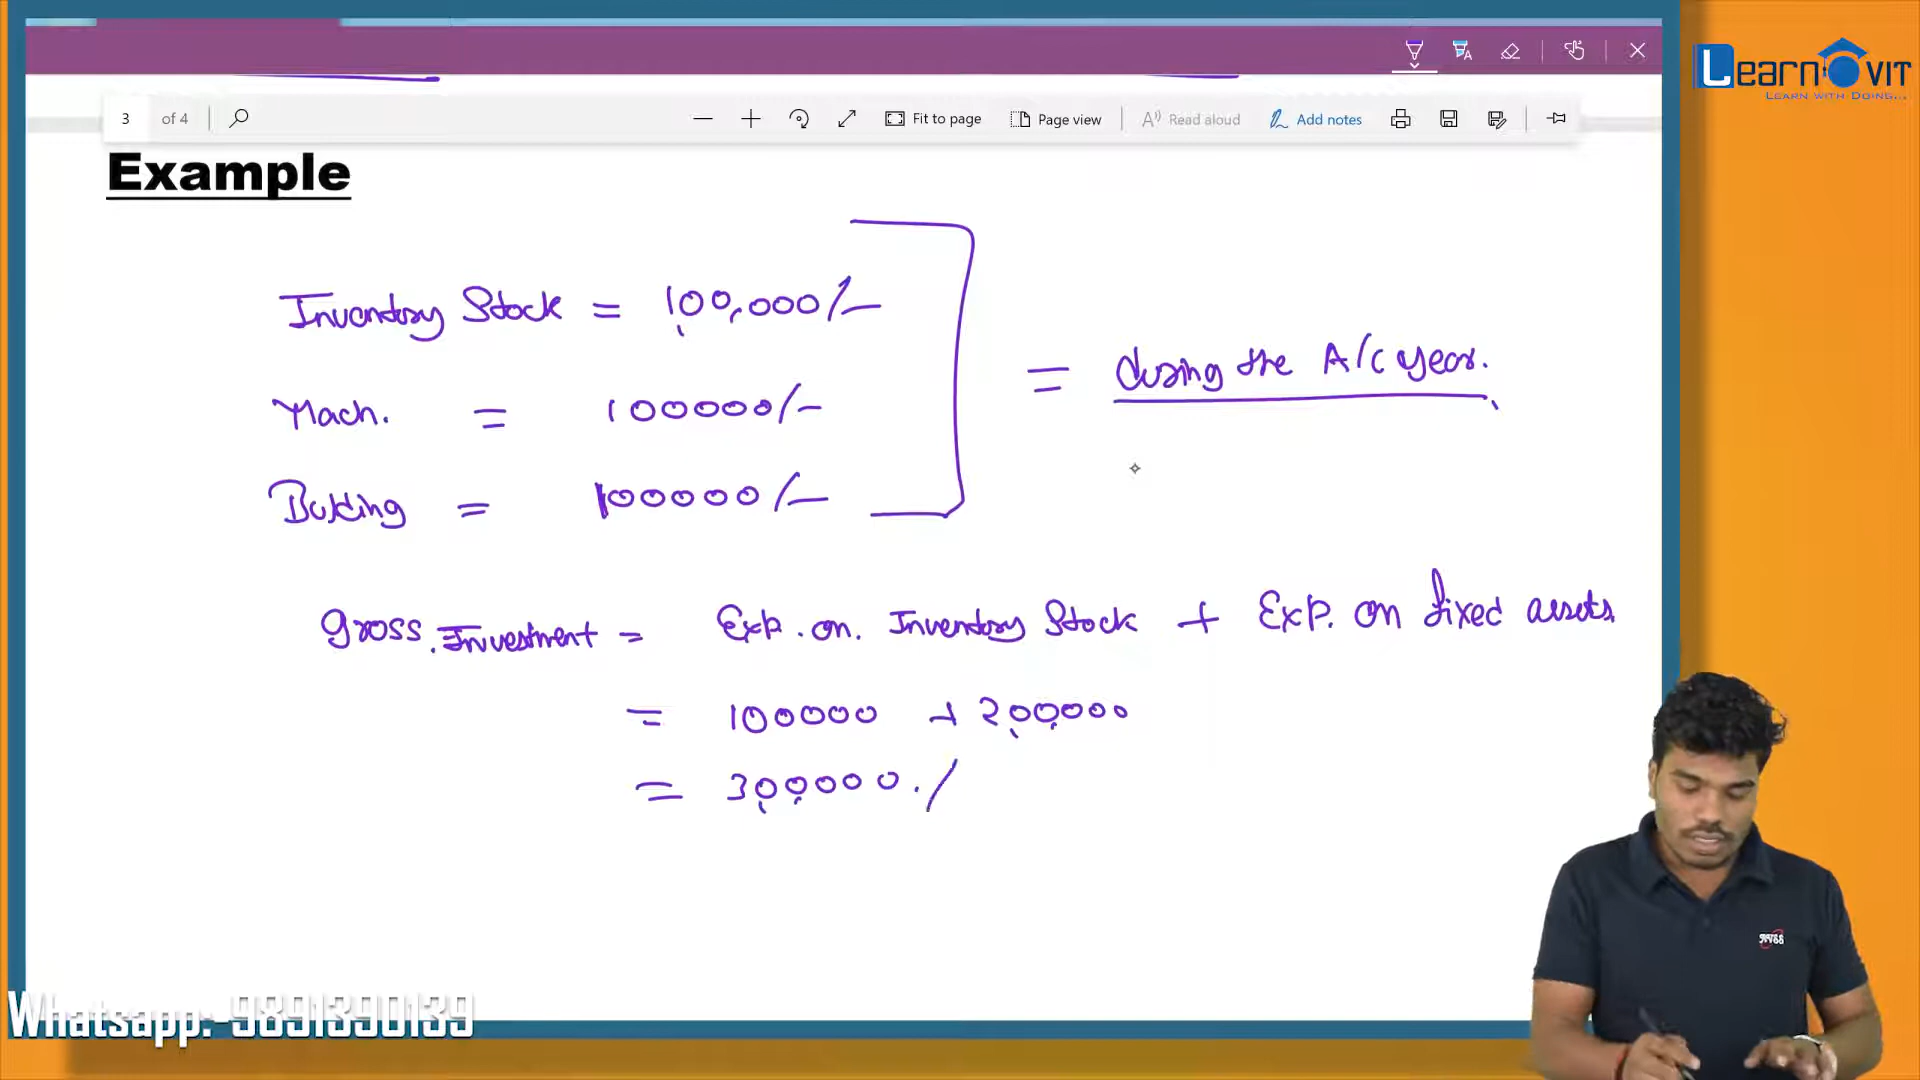 LearnOVIT
LEARN WITH DOING...
3 of 4 Fit to page Page view Read aloud Add notes
Example
Inventory Stock = 100,000/-
Mach. = 100000/-
Building = 100000/-
= during the A/c year.
Gross Investment = Exp. on. Inventory Stock + Exp. on fixed assets
= 100000 + 200000
= 300000./
Whatsapp:-9891390139